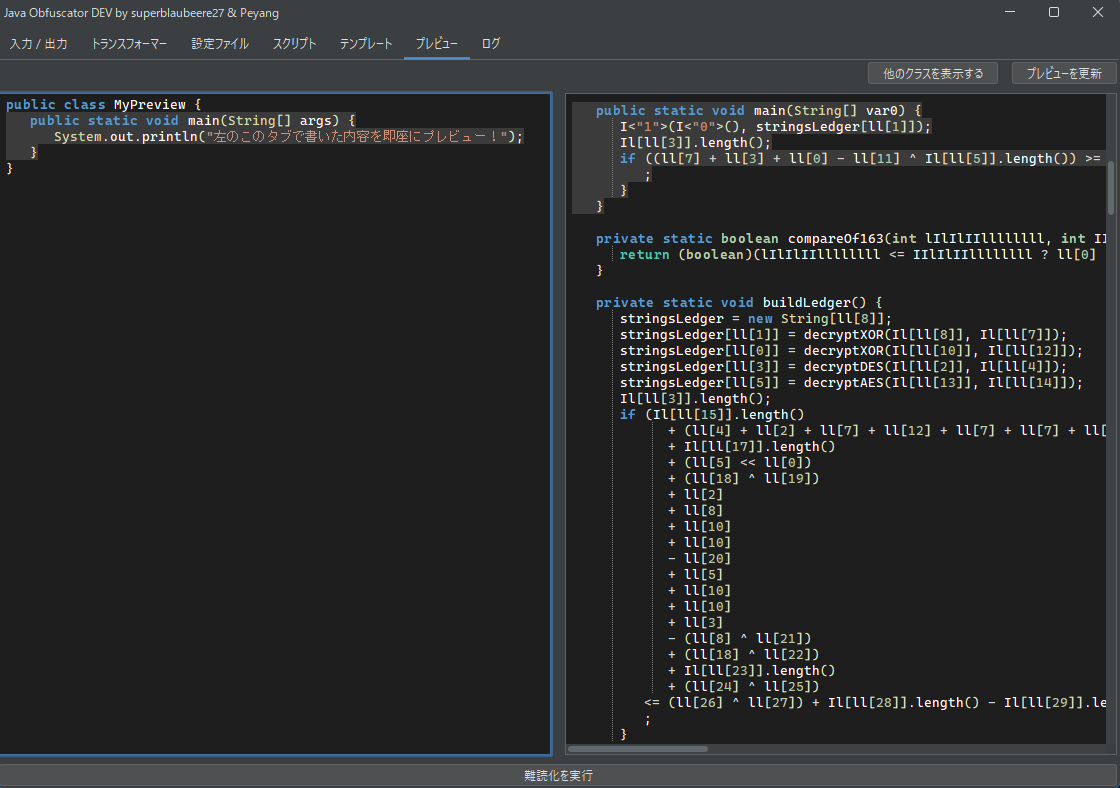 Java Obfuscator DEV by superblaubeere27 & Peyang
入力 / 出力 トランスフォーマー 設定ファイル スクリプト テンプレート プレビュー ログ
他のクラスを表示する プレビューを更新
public class MyPreview {
public static void main(String[] args) {
System.out.println("左のこのタブで書いた内容を即座にプレビュー！");
}
}
public static void main(String[] var0) {
I<"1">(I<"0">(), stringsLedger[ll[1]]);
Il[ll[3]].length();
if ((ll[7] + ll[3] + ll[0] - ll[11] ^ Il[ll[5]].length()) >=
;
}
}
private static boolean compareOf163(int lIlIlIIllllllll, int II
return (boolean)(lIlIlIIllllllll <= IIlIlIIllllllll ? ll[0]
}
private static void buildLedger() {
stringsLedger = new String[ll[8]];
stringsLedger[ll[1]] = decryptXOR(Il[ll[8]], Il[ll[7]]);
stringsLedger[ll[0]] = decryptXOR(Il[ll[10]], Il[ll[12]]);
stringsLedger[ll[3]] = decryptDES(Il[ll[2]], Il[ll[4]]);
stringsLedger[ll[5]] = decryptAES(Il[ll[13]], Il[ll[14]]);
Il[ll[3]].length();
if (Il[ll[15]].length()
+ (ll[4] + ll[2] + ll[7] + ll[12] + ll[7] + ll[7] + ll[
+ Il[ll[17]].length()
+ (ll[5] << ll[0])
+ (ll[18] ^ ll[19])
+ ll[2]
+ ll[8]
+ ll[10]
+ ll[10]
- ll[20]
+ ll[5]
+ ll[10]
+ ll[10]
+ ll[3]
- (ll[8] ^ ll[21])
+ (ll[18] ^ ll[22])
+ Il[ll[23]].length()
+ (ll[24] ^ ll[25])
<= (ll[26] ^ ll[27]) + Il[ll[28]].length() - Il[ll[29]].le
;
}
難読化を実行